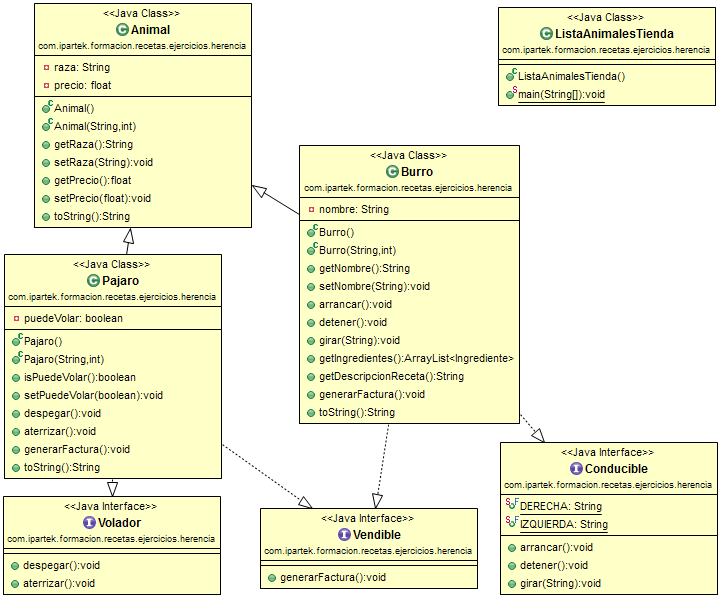 <<Java Class>>
Animal
com.ipartek.formacion.recetas.ejercicios.herencia
raza: String
precio: float
Animal()
Animal(String,int)
getRaza():String
setRaza(String):void
getPrecio():float
setPrecio(float):void
toString():String
<<Java Class>>
ListaAnimalesTienda
com.ipartek.formacion.recetas.ejercicios.herencia
ListaAnimalesTienda()
main(String[]):void
<<Java Class>>
Burro
com.ipartek.formacion.recetas.ejercicios.herencia
nombre: String
Burro()
Burro(String,int)
getNombre():String
setNombre(String):void
arrancar():void
detener():void
girar(String):void
getIngredientes():ArrayList<Ingrediente>
getDescripcionReceta():String
generarFactura():void
toString():String
<<Java Class>>
Pajaro
com.ipartek.formacion.recetas.ejercicios.herencia
puedeVolar: boolean
Pajaro()
Pajaro(String,int)
isPuedeVolar():boolean
setPuedeVolar(boolean):void
despegar():void
aterrizar():void
generarFactura():void
toString():String
<<Java Interface>>
Volador
com.ipartek.formacion.recetas.ejercicios.herencia
despegar():void
aterrizar():void
<<Java Interface>>
Vendible
com.ipartek.formacion.recetas.ejercicios.herencia
generarFactura():void
<<Java Interface>>
Conducible
com.ipartek.formacion.recetas.ejercicios.herencia
DERECHA: String
IZQUIERDA: String
arrancar():void
detener():void
girar(String):void